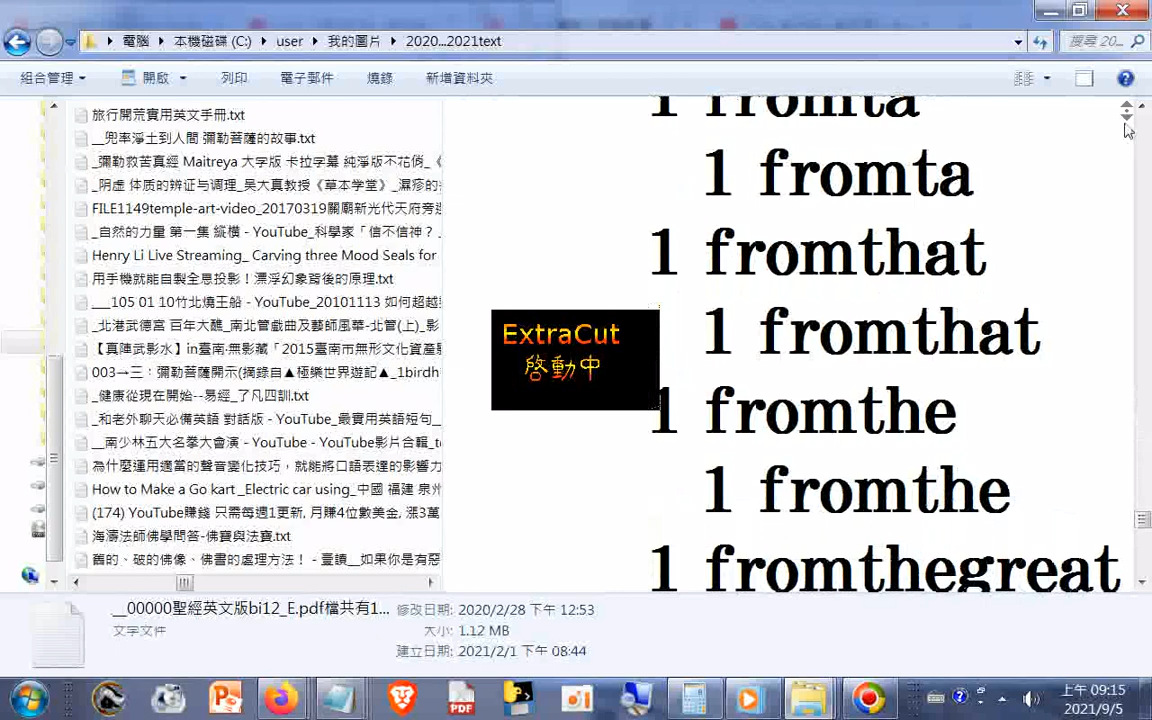 電腦 ▸ 本機磁碟 (C:) ▸ user ▸ 我的圖片 ▸ 2020...2021text
搜尋 20...
組合管理 開啟 列印 電子郵件 燒錄 新增資料夾
旅行開荒實用英文手冊.txt
__兜率淨土到人間 彌勒菩薩的故事.txt
_彌勒救苦真經 Maitreya 大字版 卡拉字幕 純淨版不花俏_《
_阴虚 体质的辨证与调理_吴大真教授《草本学堂》_濕疹的
FILE1149temple-art-video_20170319關廟新光代天府旁
_自然的力量 第一集 縱橫 - YouTube_科學家「信不信神？
Henry Li Live Streaming_ Carving three Mood Seals for
用手機就能自製全息投影！漂浮幻象背後的原理.txt
___105 01 10竹北燒王船 - YouTube_20101113 如何超越
_北港武德宮 百年大醮_南北管戲曲及藝師風華-北管(上)_影
【真陣武影水】in臺南·無影藏「2015臺南市無形文化資產
003→三：彌勒菩薩開示(摘錄自▲極樂世界遊記▲_1birdh
_健康從現在開始--易經_了凡四訓.txt
_和老外聊天必備英語 對話版 - YouTube_最實用英語短句_
__南少林五大名拳大會演 - YouTube - YouTube影片合輯_t
為什麼運用適當的聲音變化技巧，就能將口語表達的影響力
How to Make a Go kart _Electric car using_中國 福建 泉州
(174) YouTube賺錢 只需每週1更新, 月賺4位數美金, 漲3萬
海濤法師佛學問答-佛寶與法寶.txt
舊的、破的佛像、佛書的處理方法！ - 壹讀__如果你是有惡
1 fromta
1 fromta
1 fromthat
1 fromthat
1 fromthe
1 fromthe
1 fromthegreat
ExtraCut
啓動中
__00000聖經英文版bi12_E.pdf檔共有1... 修改日期: 2020/2/28 下午 12:53
文字文件 大小: 1.12 MB
建立日期: 2021/2/1 下午 08:44
PDF
上午 09:15
2021/9/5